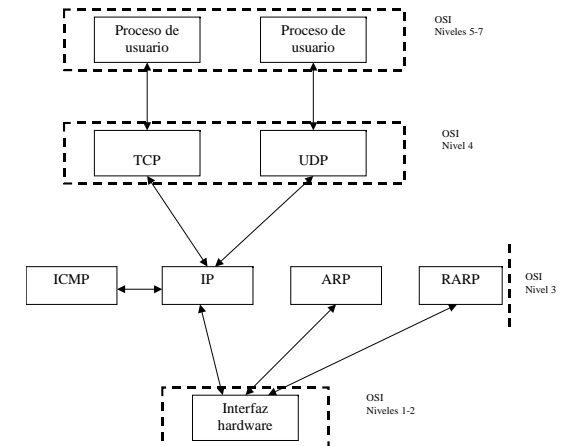 OSI
Niveles 5-7
Proceso de
usuario
Proceso de
usuario
OSI
Nivel 4
TCP
UDP
ICMP
IP
ARP
RARP
OSI
Nivel 3
OSI
Niveles 1-2
Interfaz
hardware